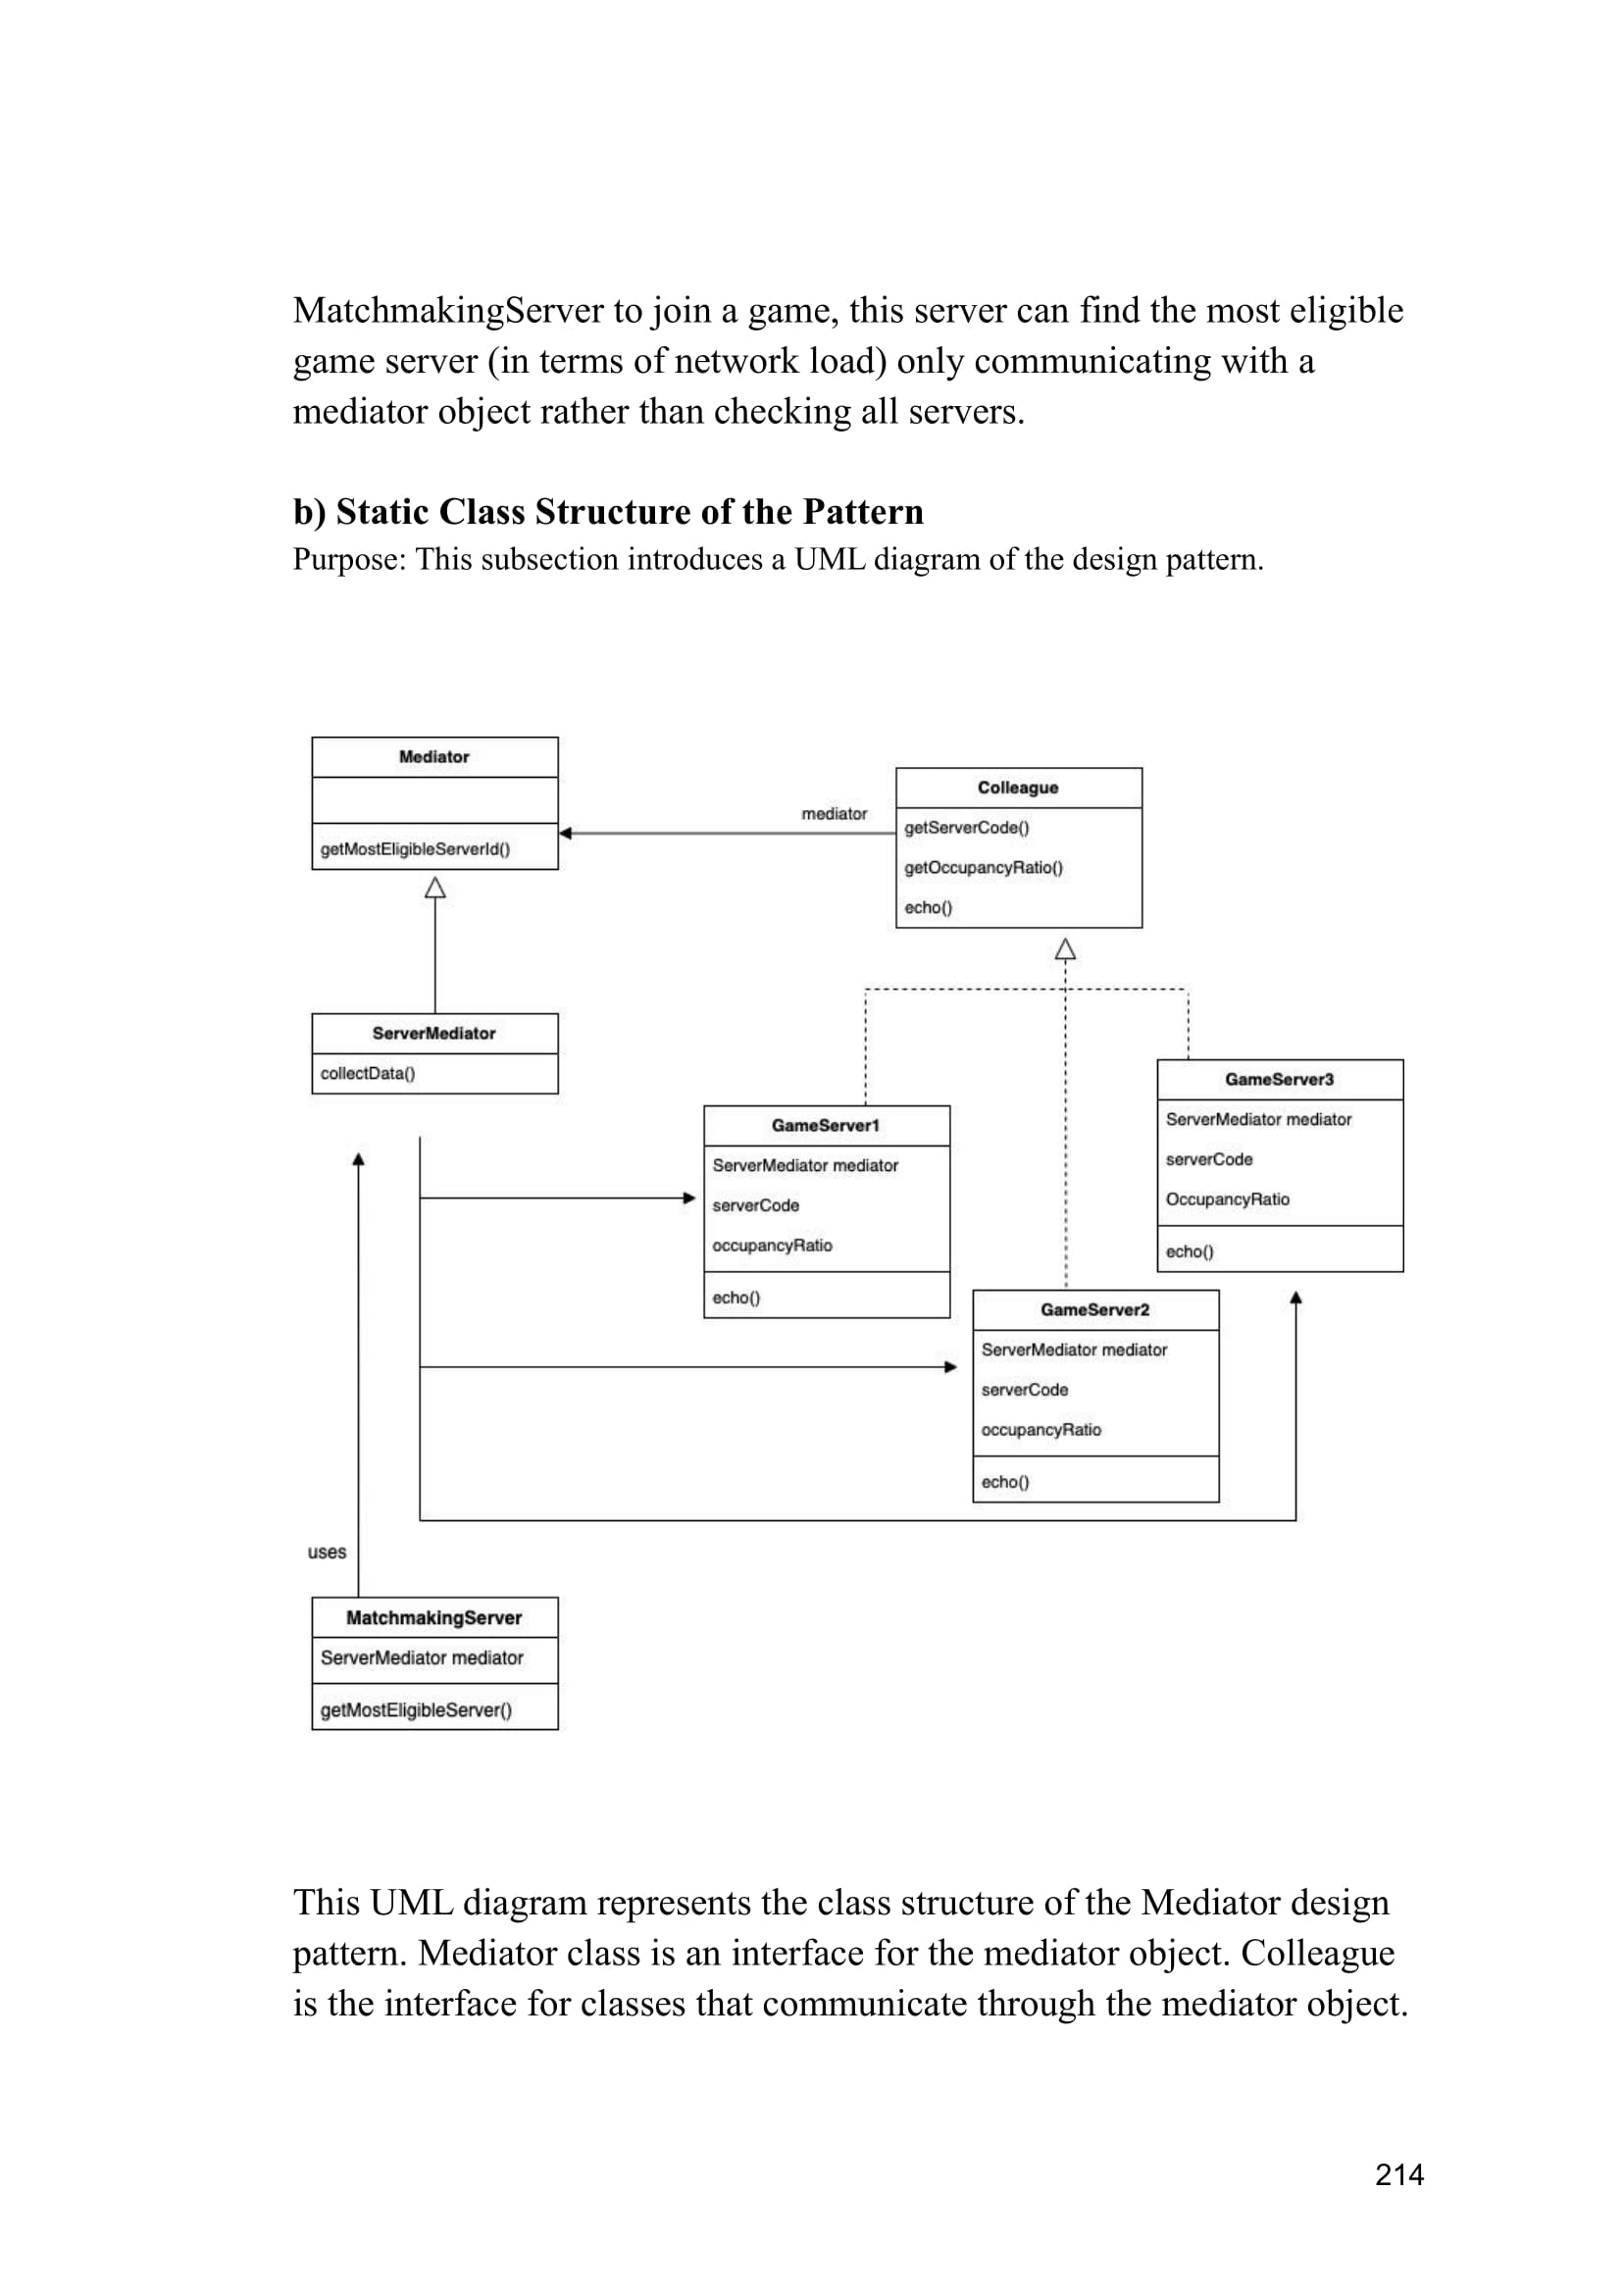 MatchmakingServer to join a game, this server can find the most eligible
game server (in terms of network load) only communicating with a
mediator object rather than checking all servers.
b) Static Class Structure of the Pattern
Purpose: This subsection introduces a UML diagram of the design pattern.
Mediator
getMostEligibleServerId()
mediator
Colleague
getServerCode()
getOccupancyRatio()
echo()
ServerMediator
collectData()
GameServer1
ServerMediator mediator
serverCode
occupancyRatio
echo()
GameServer3
ServerMediator mediator
serverCode
OccupancyRatio
echo()
GameServer2
ServerMediator mediator
serverCode
occupancyRatio
echo()
uses
MatchmakingServer
ServerMediator mediator
getMostEligibleServer()
This UML diagram represents the class structure of the Mediator design
pattern. Mediator class is an interface for the mediator object. Colleague
is the interface for classes that communicate through the mediator object.
214